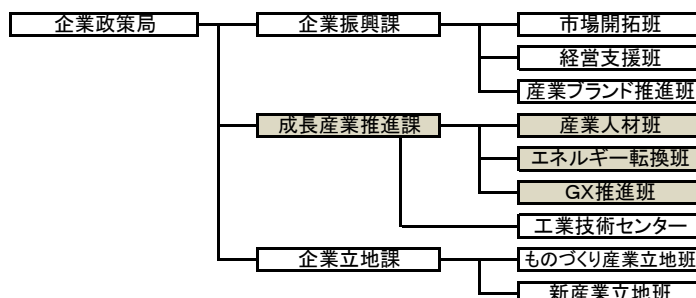 企業政策局
企業振興課
市場開拓班
経営支援班
産業ブランド推進班
成長産業推進課
産業人材班
エネルギー転換班
GX推進班
工業技術センター
企業立地課
ものづくり産業立地班
新産業立地班